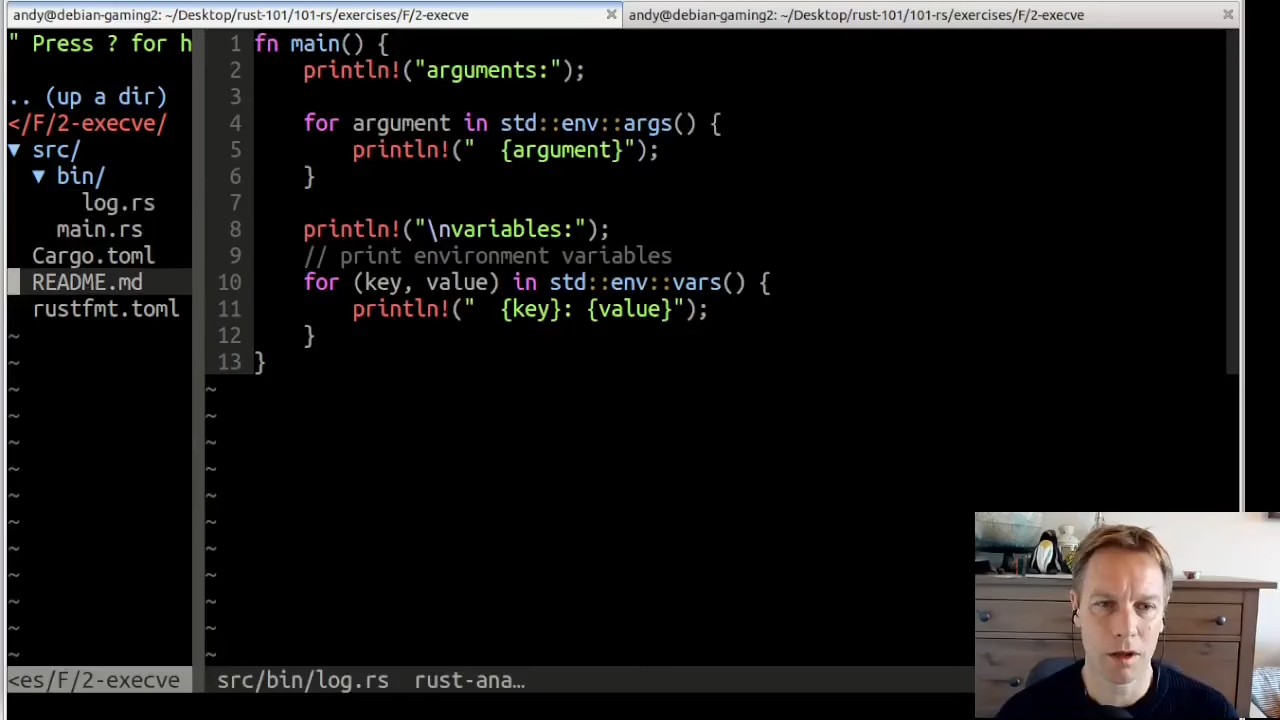 andy@debian-gaming2: ~/Desktop/rust-101/101-rs/exercises/F/2-execve
andy@debian-gaming2: ~/Desktop/rust-101/101-rs/exercises/F/2-execve
" Press ? for h
.. (up a dir)
</F/2-execve/
▼ src/
▼ bin/
log.rs
main.rs
Cargo.toml
README.md
rustfmt.toml
~
~
~
~
~
~
~
~
~
~
~
~
~
1 fn main() {
2     println!("arguments:");
3
4     for argument in std::env::args() {
5         println!("  {argument}");
6     }
7
8     println!("\nvariables:");
9     // print environment variables
10     for (key, value) in std::env::vars() {
11         println!("  {key}: {value}");
12     }
13 }
~
~
~
~
~
~
~
~
~
~
~
<es/F/2-execve
src/bin/log.rs   rust-ana…